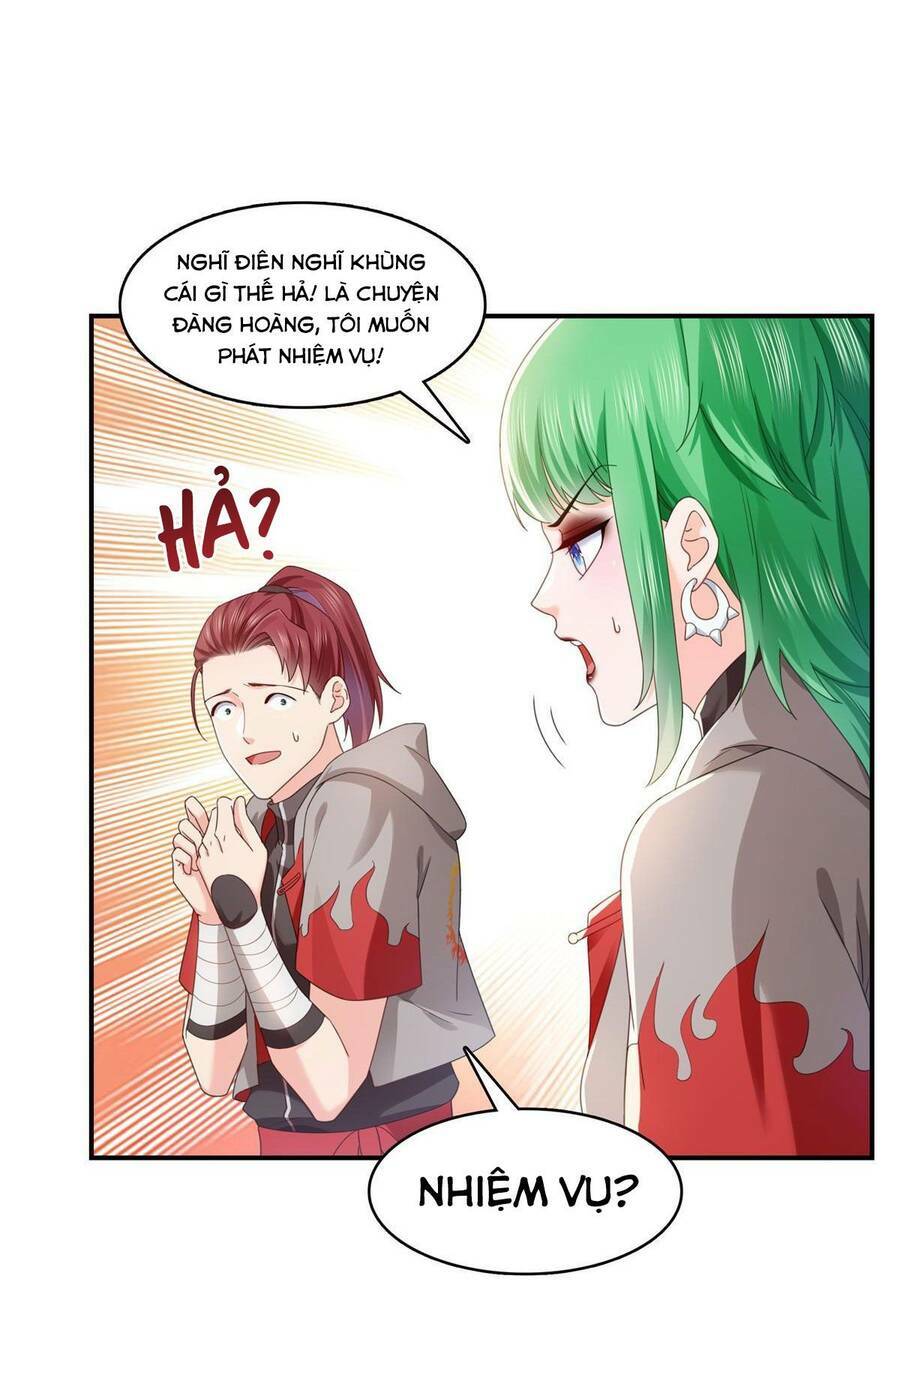 NGHĨ ĐIÊN NGHĨ KHÙNG
CÁI GÌ THẾ HẢ! LÀ CHUYỆN
ĐÀNG HOÀNG, TÔI MUỐN
PHÁT NHIỆM VỤ!
HẢ?
NHIỆM VỤ?